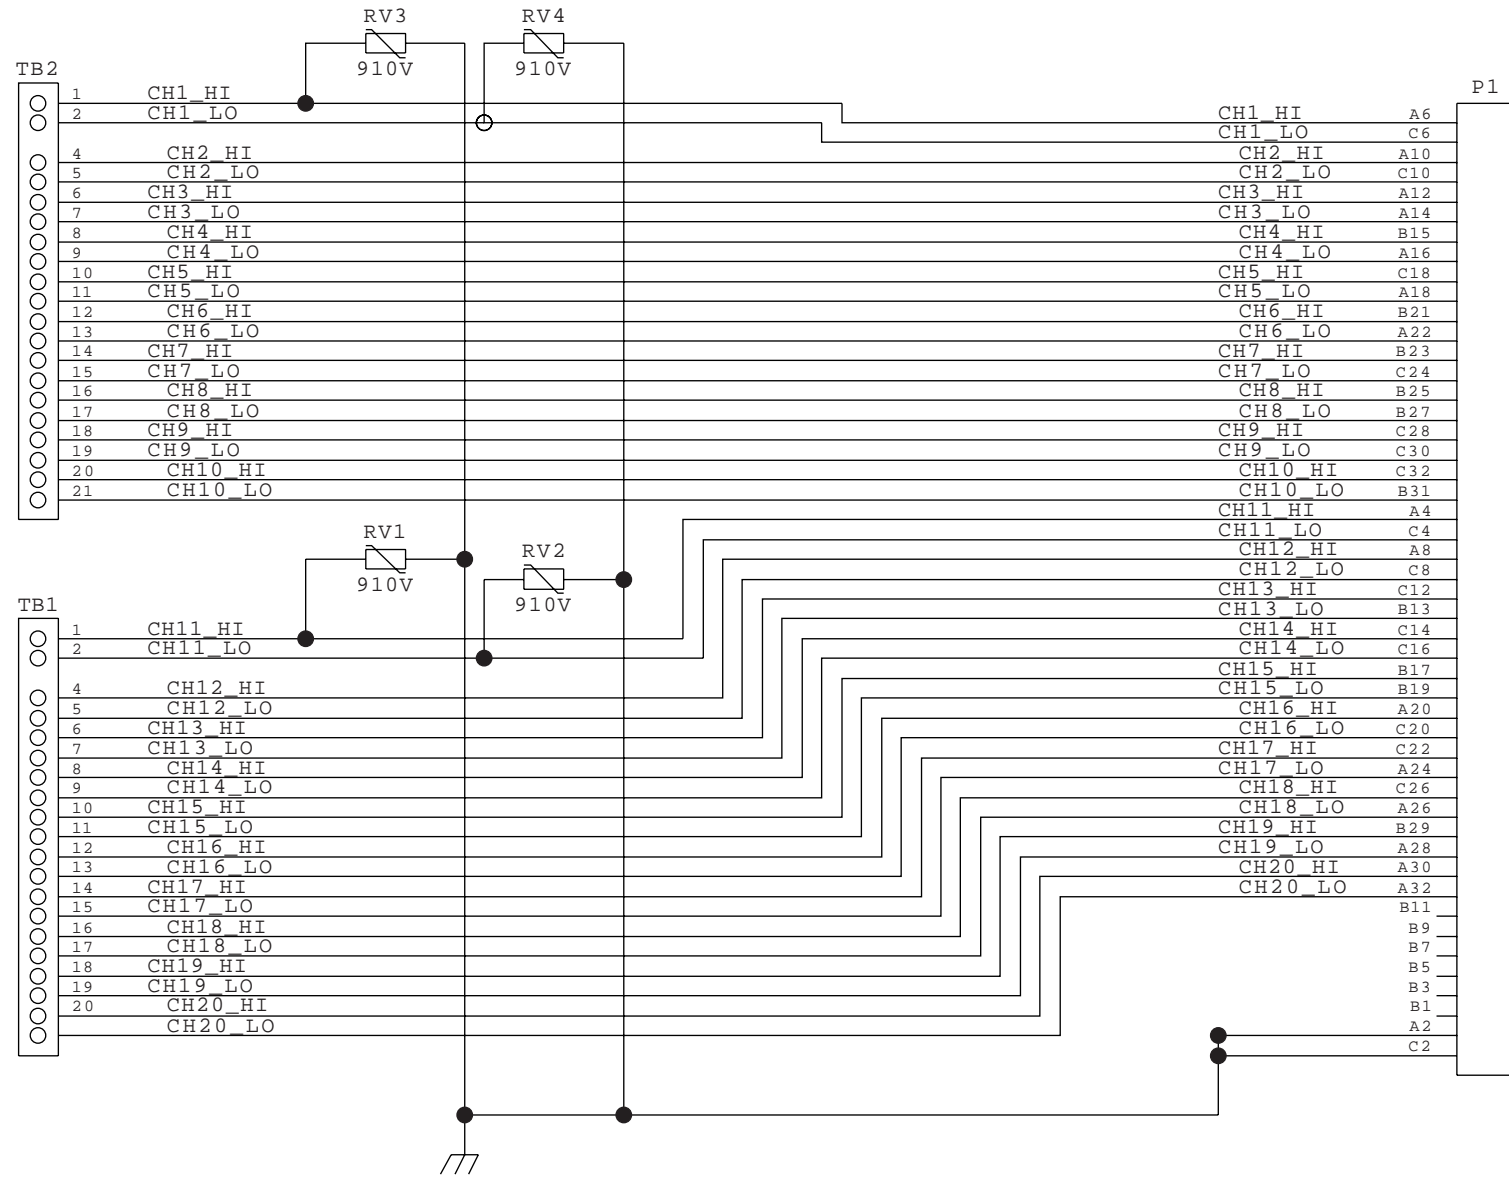 RV3 RV4
910V 910V
TB2
P1
1 CH1_HI CH1_HI A6
2 CH1_LO CH1_LO C6
4 CH2_HI CH2_HI A10
5 CH2_LO CH2_LO C10
6 CH3_HI CH3_HI A12
7 CH3_LO CH3_LO A14
8 CH4_HI CH4_HI B15
9 CH4_LO CH4_LO A16
10 CH5_HI CH5_HI C18
11 CH5_LO CH5_LO A18
12 CH6_HI CH6_HI B21
13 CH6_LO CH6_LO A22
14 CH7_HI CH7_HI B23
15 CH7_LO CH7_LO C24
16 CH8_HI CH8_HI B25
17 CH8_LO CH8_LO B27
18 CH9_HI CH9_HI C28
19 CH9_LO CH9_LO C30
20 CH10_HI CH10_HI C32
21 CH10_LO CH10_LO B31
CH11_HI A4
RV1 CH11_LO C4
RV2 CH12_HI A8
CH12_LO C8
910V CH13_HI C12
TB1 910V CH13_LO B13
1 CH11_HI CH14_HI C14
2 CH11_LO CH14_LO C16
CH15_HI B17
4 CH12_HI CH15_LO B19
5 CH12_LO CH16_HI A20
6 CH13_HI CH16_LO C20
7 CH13_LO CH17_HI C22
8 CH14_HI CH17_LO A24
9 CH14_LO CH18_HI C26
10 CH15_HI CH18_LO A26
11 CH15_LO CH19_HI B29
12 CH16_HI CH19_LO A28
13 CH16_LO CH20_HI A30
14 CH17_HI CH20_LO A32
15 CH17_LO B11
16 CH18_HI B9
17 CH18_LO B7
18 CH19_HI B5
19 CH19_LO B3
20 CH20_HI B1
CH20_LO A2
C2